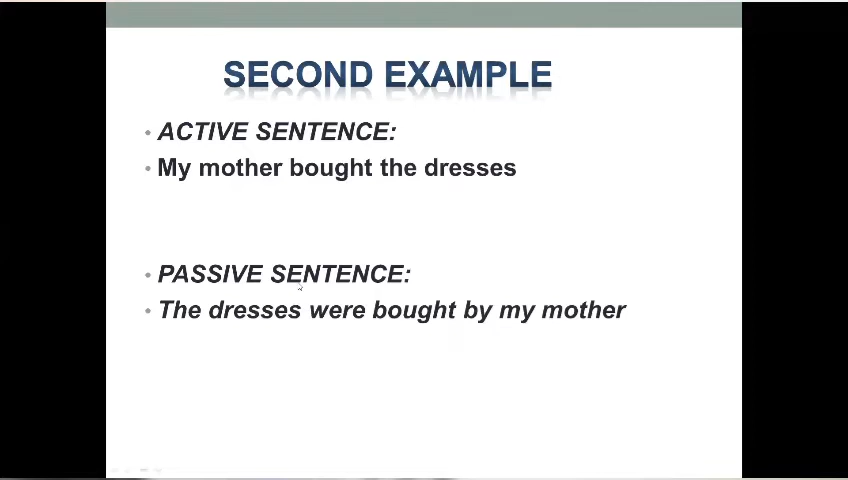 SECOND EXAMPLE
ACTIVE SENTENCE:
My mother bought the dresses
PASSIVE SENTENCE:
The dresses were bought by my mother